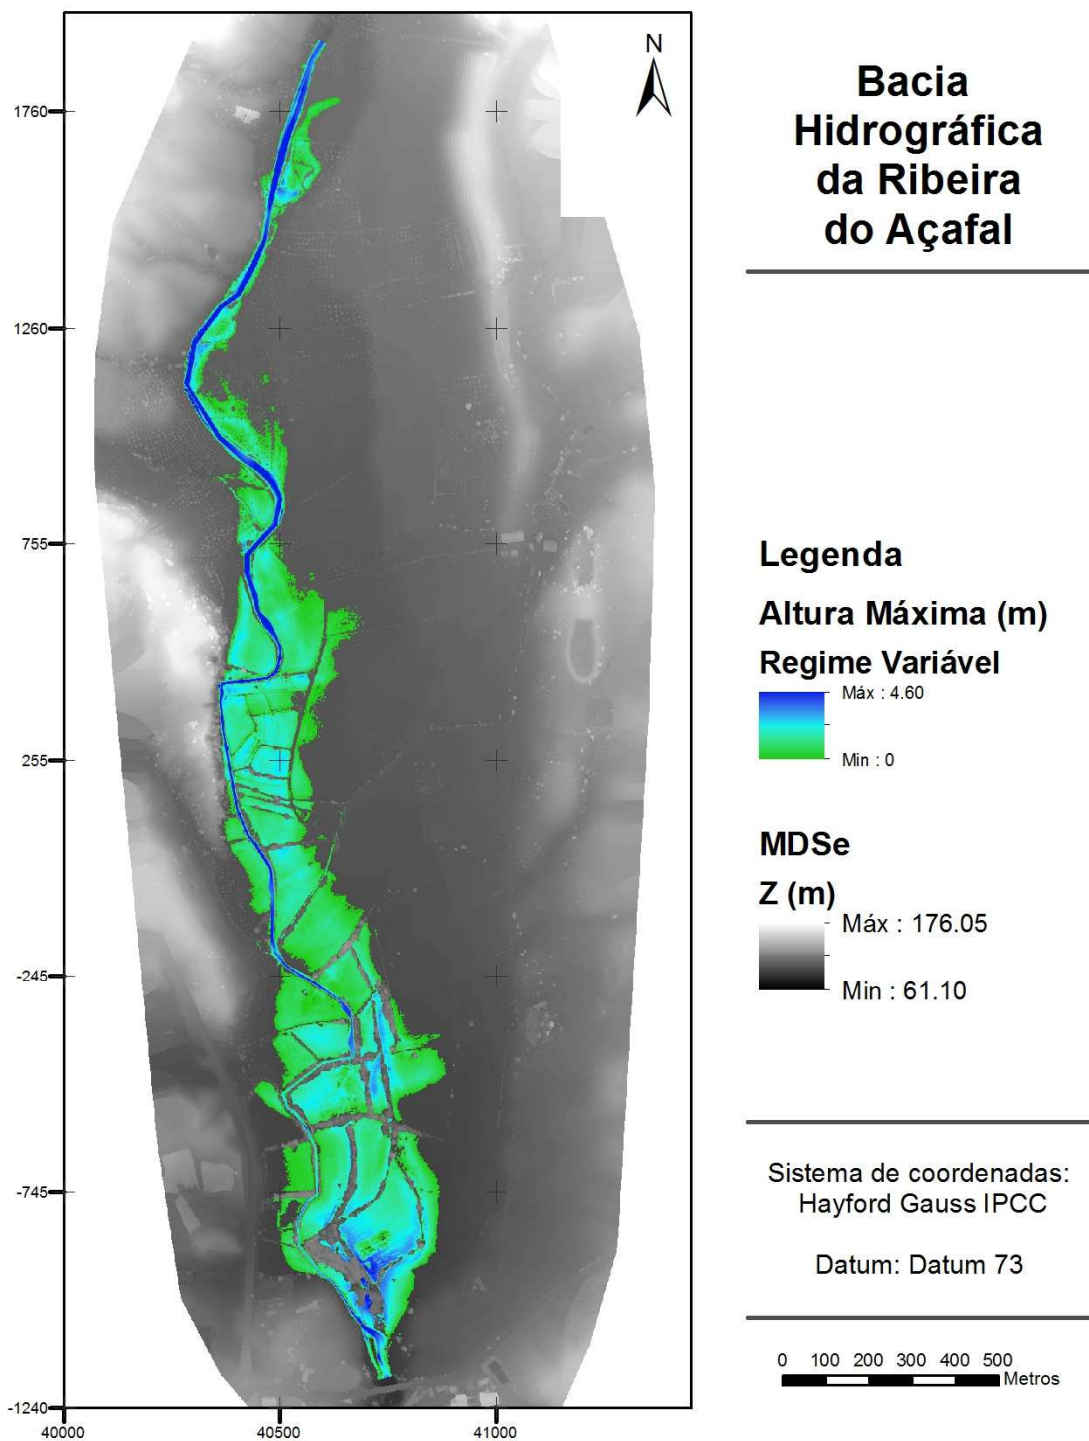 N
1760
1260
755
255
-245
-745
-1240
40000
40500
41000
Bacia
Hidrográfica
da Ribeira
do Açafal
Legenda
Altura Máxima (m)
Regime Variável
Máx : 4.60
Min : 0
MDSe
Z (m)
Máx : 176.05
Min : 61.10
Sistema de coordenadas:
Hayford Gauss IPCC
Datum: Datum 73
0 100 200 300 400 500
Metros